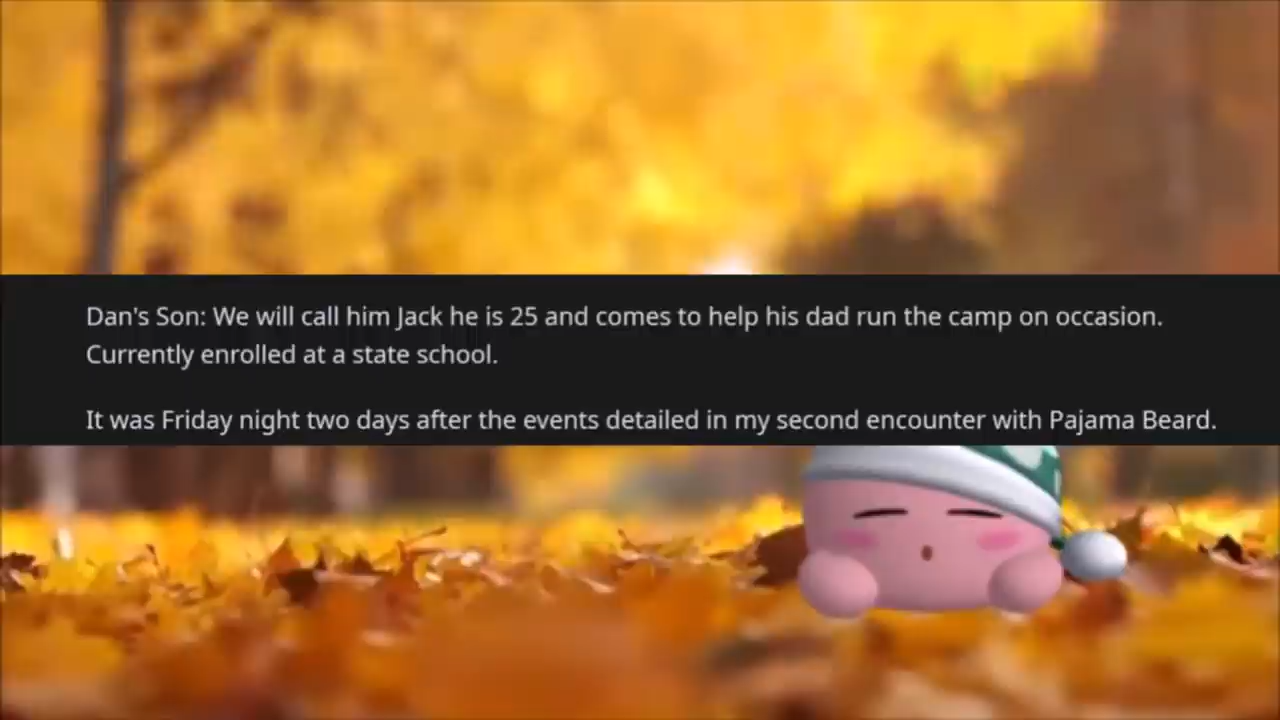 Dan's Son: We will call him Jack he is 25 and comes to help his dad run the camp on occasion.
Currently enrolled at a state school.
It was Friday night two days after the events detailed in my second encounter with Pajama Beard.